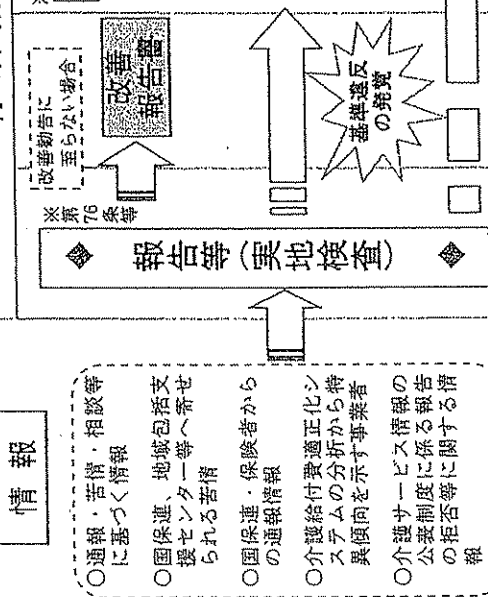 情報
○通報・苦情・相談等
に基づく情報
○国保連、地域包括支
援センター等へ寄せ
られる苦情
○国保連・保険者から
の通報情報
○介護給付費適正化シ
ステムの分析から特
異傾向を示す事業者
○介護サービス情報の
公表制度に係る報告
の拒否等に関する情
報
※第
76
条等
◆ 報告等(実地検査) ◆
改善勧告に
至らない場合
改善
報告書
基準違反
の発覚
※